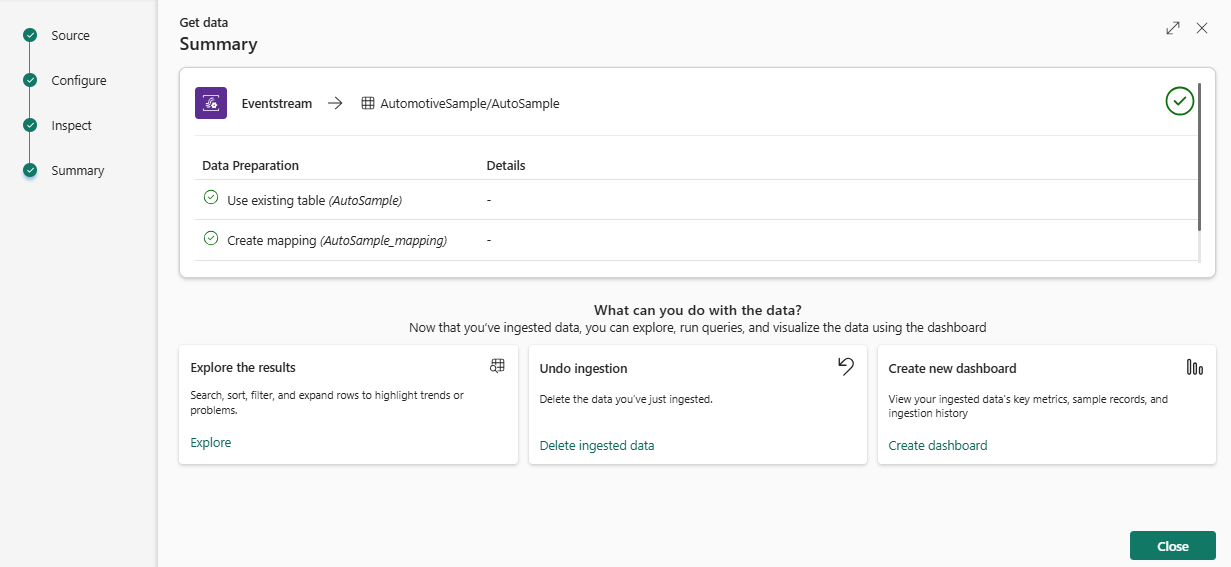 Source
Configure
Inspect
Summary
Get data
Summary
Eventstream
AutomotiveSample/AutoSample
Data Preparation
Details
Use existing table (AutoSample)
-
Create mapping (AutoSample_mapping)
-
What can you do with the data?
Now that you’ve ingested data, you can explore, run queries, and visualize the data using the dashboard
Explore the results
Search, sort, filter, and expand rows to highlight trends or
problems.
Explore
Undo ingestion
Delete the data you've just ingested.
Delete ingested data
Create new dashboard
View your ingested data's key metrics, sample records, and
ingestion history
Create dashboard
Close